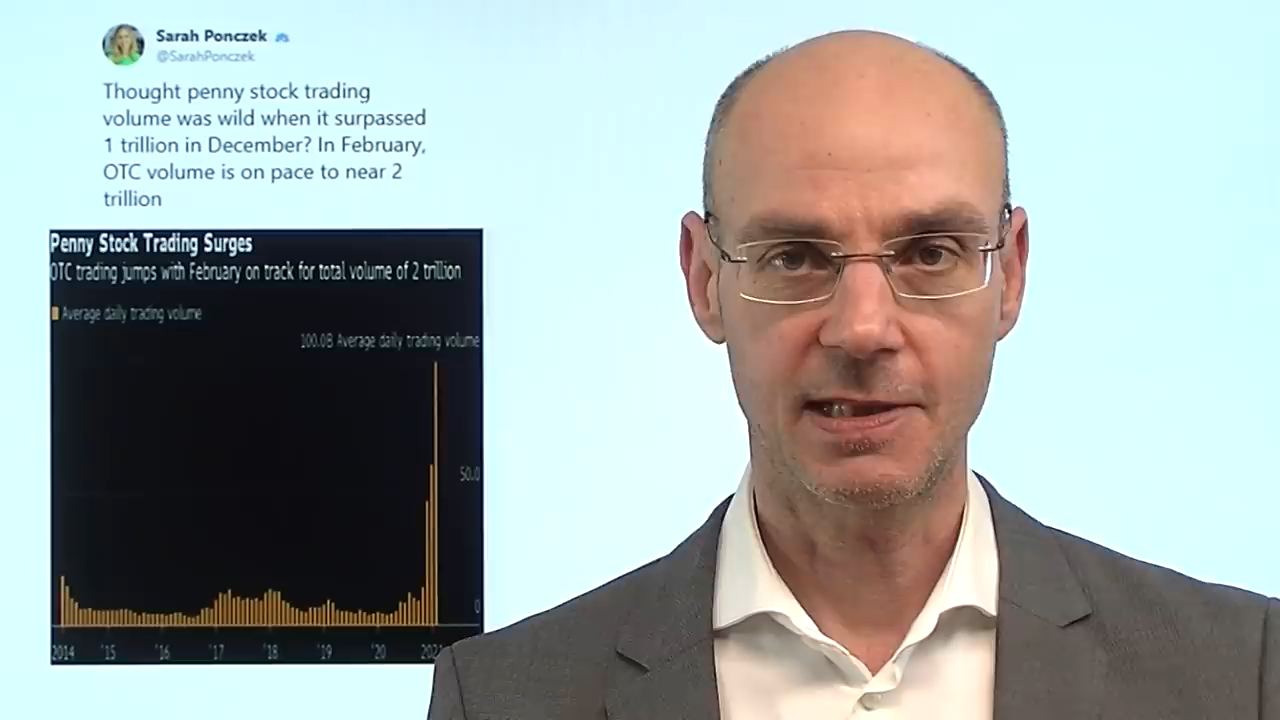 Sarah Ponczek
@SarahPonczek
Thought penny stock trading
volume was wild when it surpassed
1 trillion in December? In February,
OTC volume is on pace to near 2
trillion
Penny Stock Trading Surges
OTC trading jumps with February on track for total volume of 2 trillion
Average daily trading volume
100.0B Average daily trading volume
50.0
0
2014 '15 '16 '17 '18 '19 '20 2021